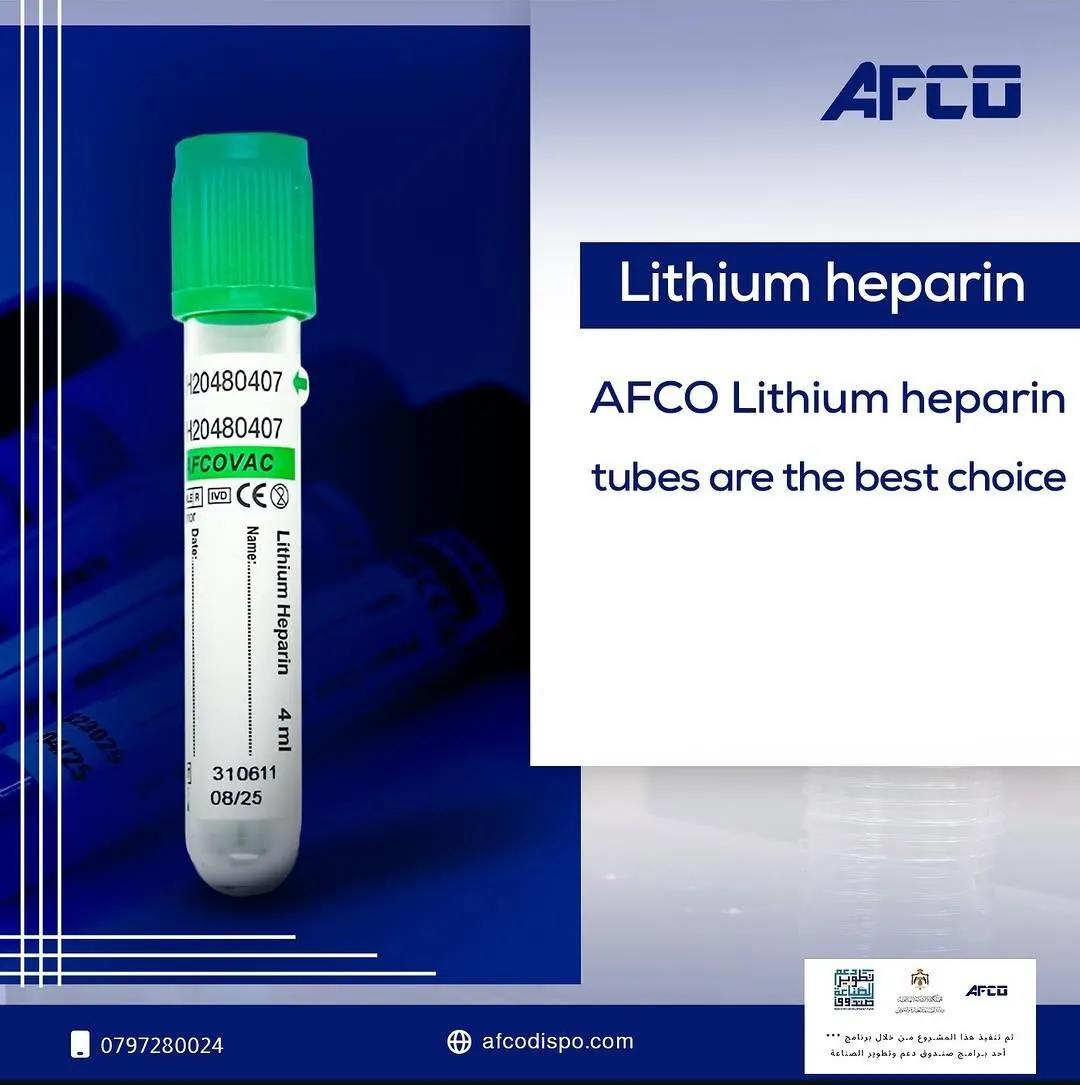 AFCO
Lithium heparin
AFCO Lithium heparin
tubes are the best choice
H20480407
H20480407
AFCOVAC
IVD CE
Date:
Name:
Lithium Heparin 4 ml
310611
08/25
0797280024
afcodispo.com
AFCO
تم تنفيذ هذا المشروع من خلال برنامج ***
أحد برامج صندوق دعم وتطوير الصناعة